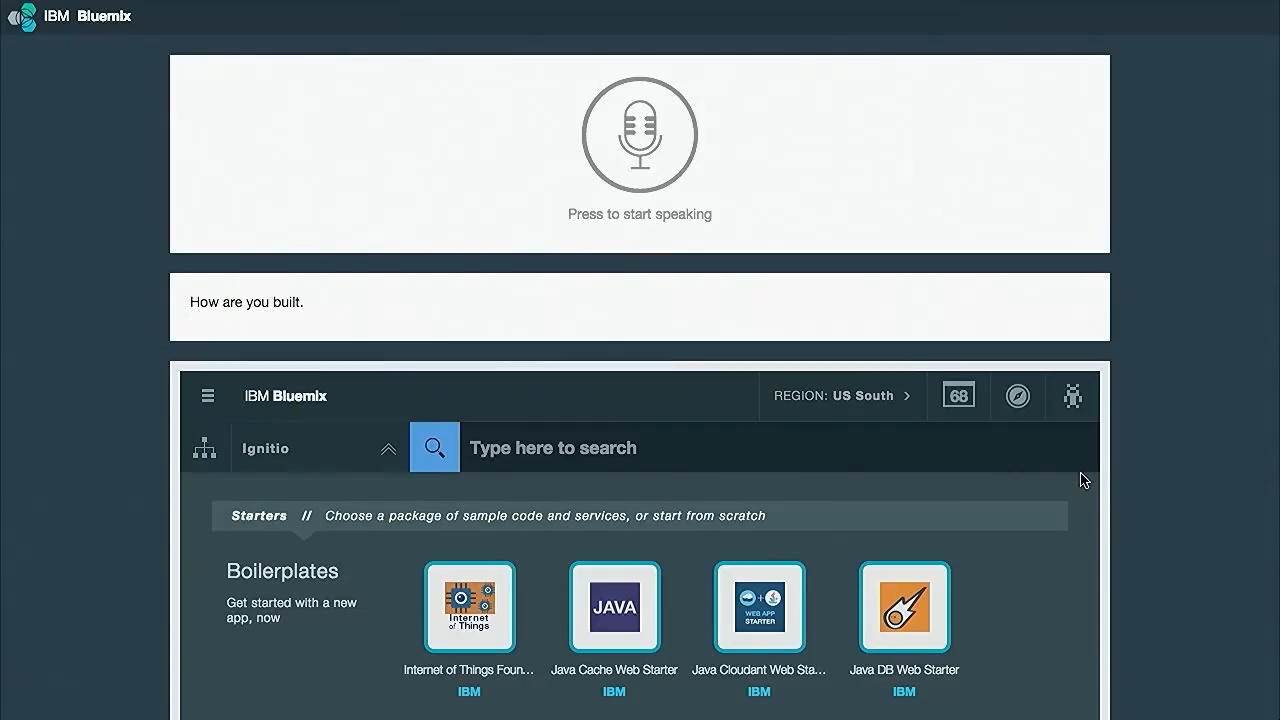 IBM Bluemix
Press to start speaking
How are you built.
IBM Bluemix
REGION: US South
68
Ignitio
Type here to search
Starters // Choose a package of sample code and services, or start from scratch
Boilerplates
Get started with a new
app, now
Internet
of Things
JAVA
WEB APP
STARTER
Internet of Things Foun...
Java Cache Web Starter
Java Cloudant Web Sta...
Java DB Web Starter
IBM
IBM
IBM
IBM